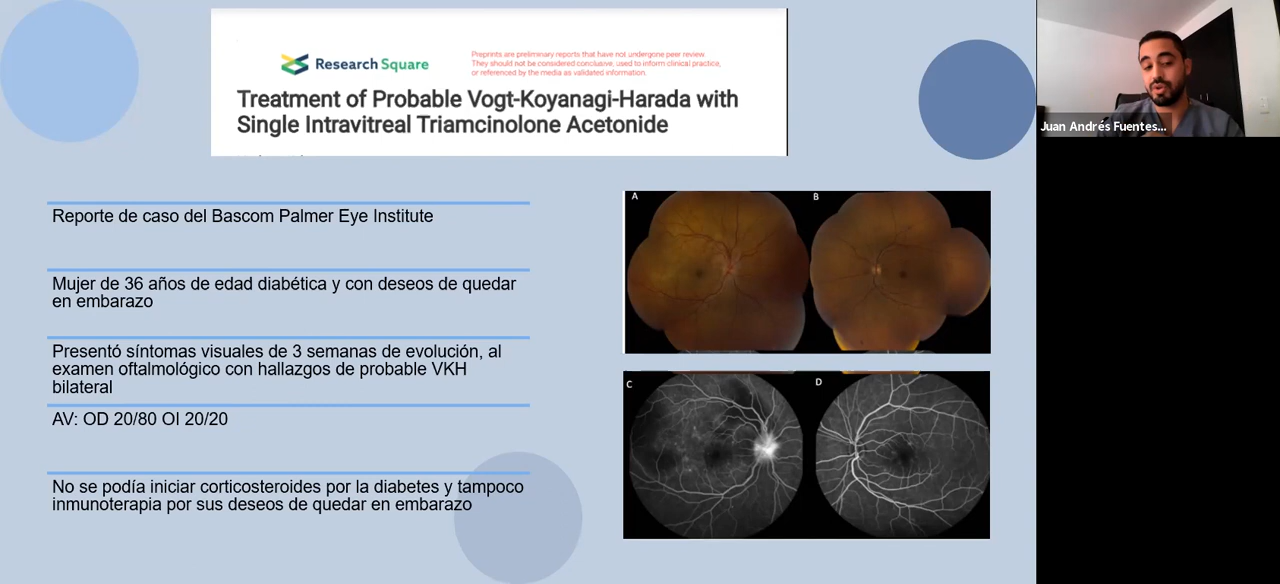 Research Square
Preprints are preliminary reports that have not undergone peer review.
They should not be considered conclusive, used to inform clinical practice,
or referenced by the media as validated information.
Treatment of Probable Vogt-Koyanagi-Harada with
Single Intravitreal Triamcinolone Acetonide
Juan Andrés Fuentes...
Reporte de caso del Bascom Palmer Eye Institute
Mujer de 36 años de edad diabética y con deseos de quedar
en embarazo
Presentó síntomas visuales de 3 semanas de evolución, al
examen oftalmológico con hallazgos de probable VKH
bilateral
AV: OD 20/80 OI 20/20
No se podía iniciar corticosteroides por la diabetes y tampoco
inmunoterapia por sus deseos de quedar en embarazo
A
B
C
D